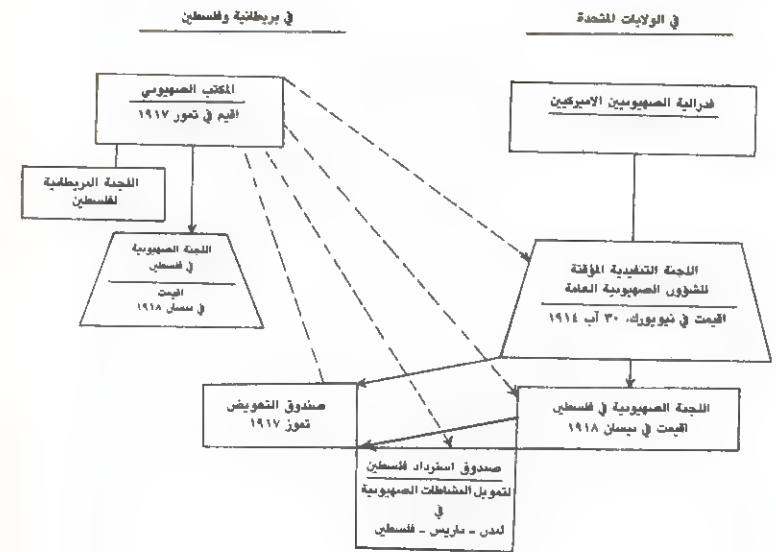 في الولايات المتحدة
في بريطانية وفلسطين
فدرالية الصهيونيين الاميركيين
المكتب الصهيوني
اقيم في تموز ١٩١٧
اللجنة البريطانية
لفلسطين
اللجنة الصهيونية
في فلسطين
اقيمت
في نيسان ١٩١٨
اللجنة التنفيدية المؤقتة
للشؤون الصهيونية العامة
اقيمت في نيويورك، ٣٠ آب ١٩١٤
اللجنة الصهيونية في فلسطين
اقيمت في نيسان ١٩١٨
صندوق التعويض
تموز ١٩١٧
صندوق استرداد فلسطين
لتمويل النشاطات الصهيونية
في
لندن - باريس - فلسطين